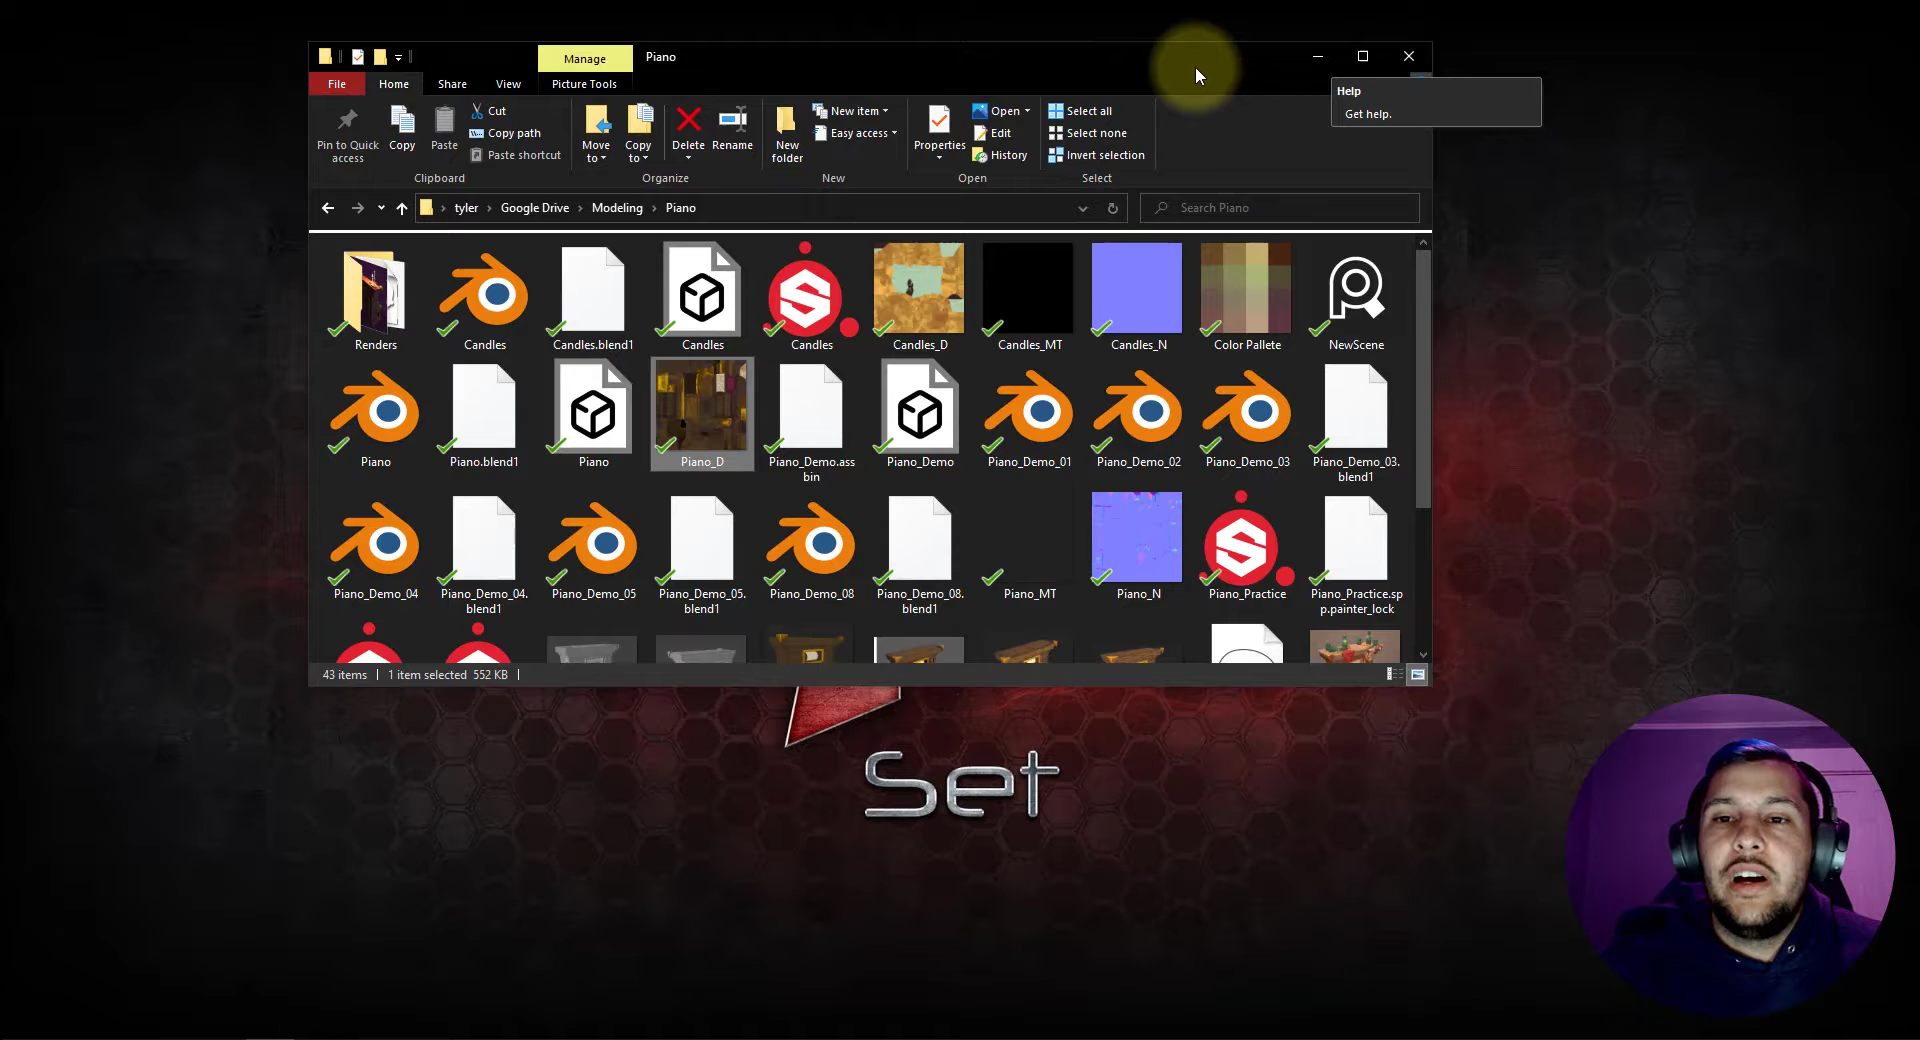 Manage
Piano
File
Home
Share
View
Picture Tools
Help
Get help.
Pin to Quick
access
Copy
Paste
Cut
Copy path
Paste shortcut
Clipboard
Move
to
Copy
to
Delete
Rename
Organize
New
folder
New item
Easy access
New
Properties
Open
Edit
History
Open
Select all
Select none
Invert selection
Select
tyler
Google Drive
Modeling
Piano
Search Piano
Renders
Candles
Candles.blend1
Candles
Candles
Candles_D
Candles_MT
Candles_N
Color Pallete
NewScene
Piano
Piano.blend1
Piano
Piano_D
Piano_Demo.ass
bin
Piano_Demo
Piano_Demo_01
Piano_Demo_02
Piano_Demo_03
Piano_Demo_03.
blend1
Piano_Demo_04
Piano_Demo_04.
blend1
Piano_Demo_05
Piano_Demo_05.
blend1
Piano_Demo_08
Piano_Demo_08.
blend1
Piano_MT
Piano_N
Piano_Practice
Piano_Practice.sp
p.painter_lock
43 items
1 item selected 552 KB
Set